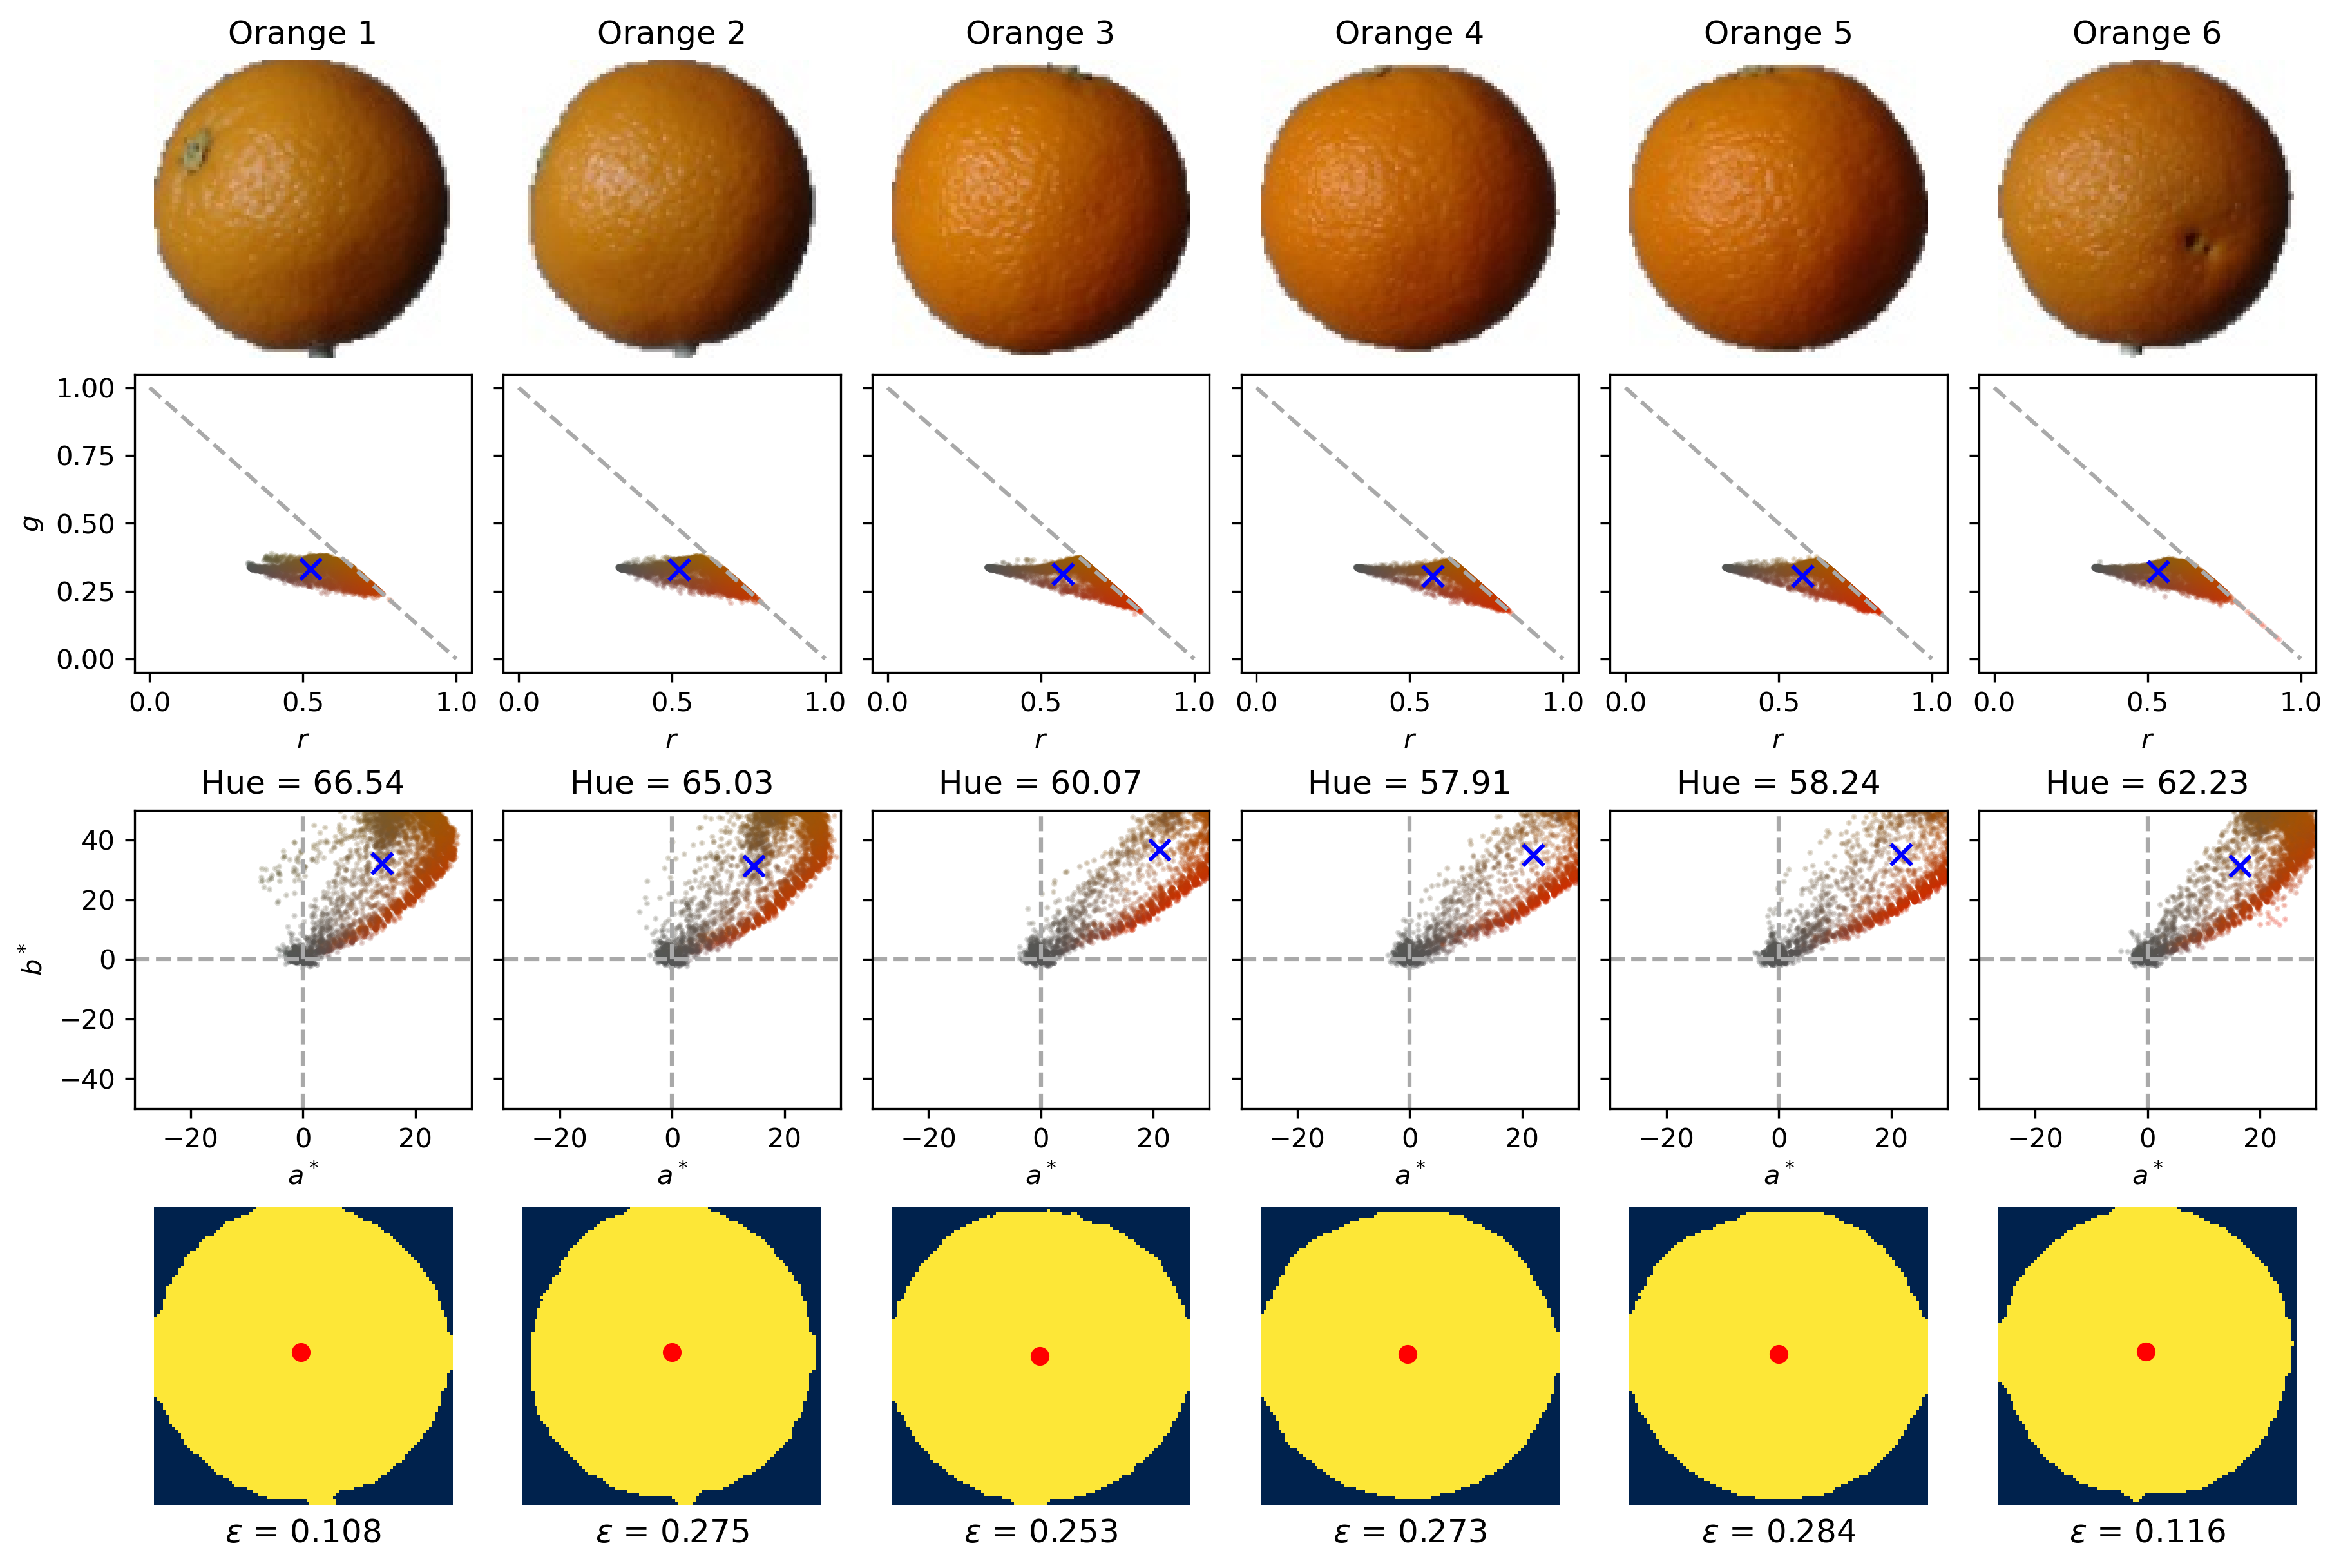 Orange 1 Orange 2 Orange 3 Orange 4 Orange 5 Orange 6
1.00
0.75
g 0.50
0.25
0.00
0.0 0.5 1.0 0.0 0.5 1.0 0.0 0.5 1.0 0.0 0.5 1.0 0.0 0.5 1.0 0.0 0.5 1.0
r r r r r r
Hue = 66.54 Hue = 65.03 Hue = 60.07 Hue = 57.91 Hue = 58.24 Hue = 62.23
40
20
b* 0
−20
−40
−20 0 20 −20 0 20 −20 0 20 −20 0 20 −20 0 20 −20 0 20
a* a* a* a* a* a*
ε = 0.108 ε = 0.275 ε = 0.253 ε = 0.273 ε = 0.284 ε = 0.116